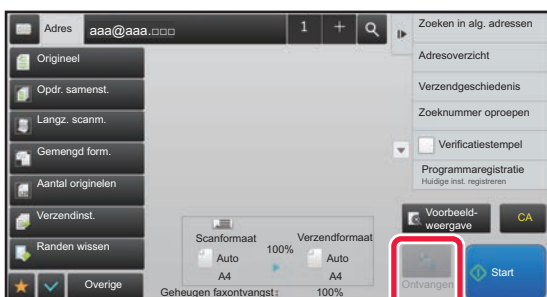 Adres aaa@aaa.□□□ 1 +
Origineel
Opdr. samenst.
Langz. scanm.
Gemengd form.
Aantal originelen
Verzendinst.
Randen wissen
Overige
Scanformaat
Auto
A4
100%
Verzendformaat
Auto
A4
Geheugen faxontvangst: 100%
Zoeken in alg. adressen
Adresoverzicht
Verzendgeschiedenis
Zoeknummer oproepen
Verificatiestempel
Programmaregistratie
Huidige inst. registreren
Voorbeeld-
weergave
CA
Ontvangen
Start